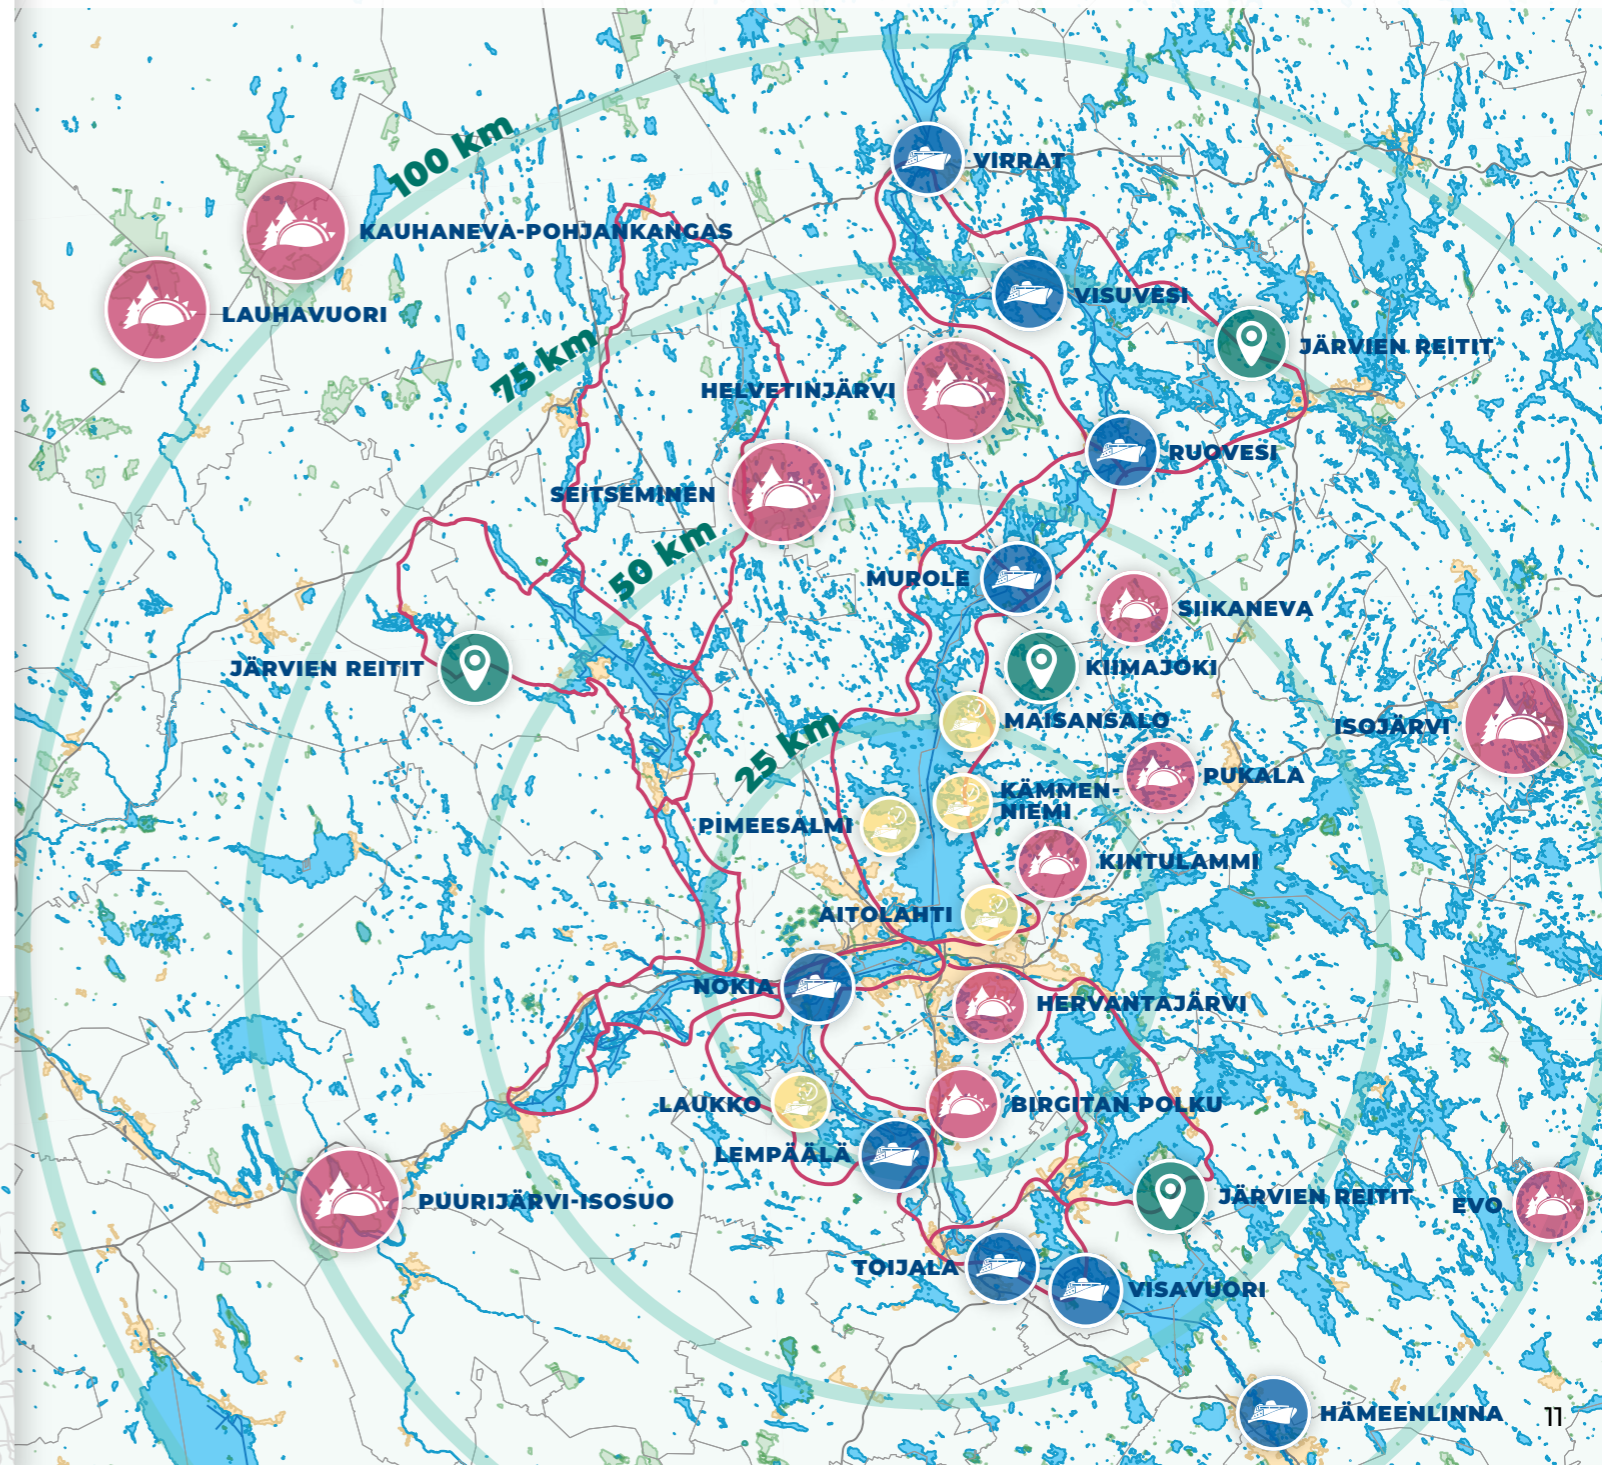 100 km
VIRRAT
KAUHANEVA-POHJANKANGAS
VISUVESI
LAUHAVUORI
JÄRVIEN REITIT
75 km
HELVETINJÄRVI
RUOVESI
SEITSEMINEN
50 km
MUROLE
SIIKANEVA
JÄRVIEN REITIT
KIIMAJOKI
MAISANSALO
ISOJÄRVI
25 km
PUKALA
KÄMMEN-
NIEMI
PIMEESALMI
KINTULAMMI
AITOLAHTI
NOKIA
HERVANTAJÄRVI
LAUKKO
BIRGITAN POLKU
LEMPÄÄLÄ
JÄRVIEN REITIT
EVO
PUURIJÄRVI-ISOSUO
TOIJALA
VISAVUORI
HÄMEENLINNA
11